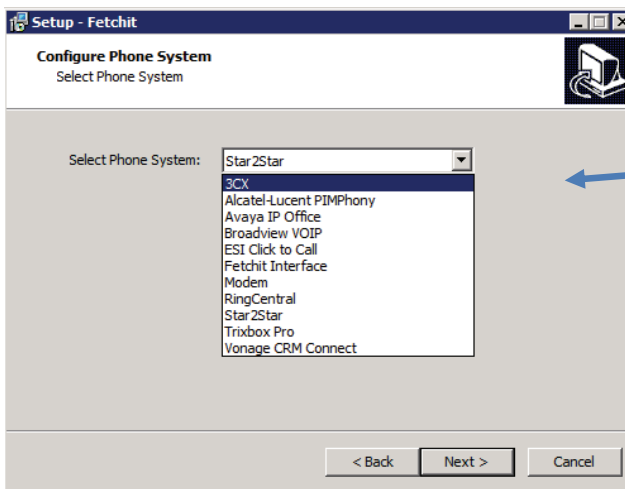 Setup - Fetchit
Configure Phone System
Select Phone System
Select Phone System:
Star2Star
3CX
Alcatel-Lucent PIMPhony
Avaya IP Office
Broadview VOIP
ESI Click to Call
Fetchit Interface
Modem
RingCentral
Star2Star
Trixbox Pro
Vonage CRM Connect
< Back
Next >
Cancel